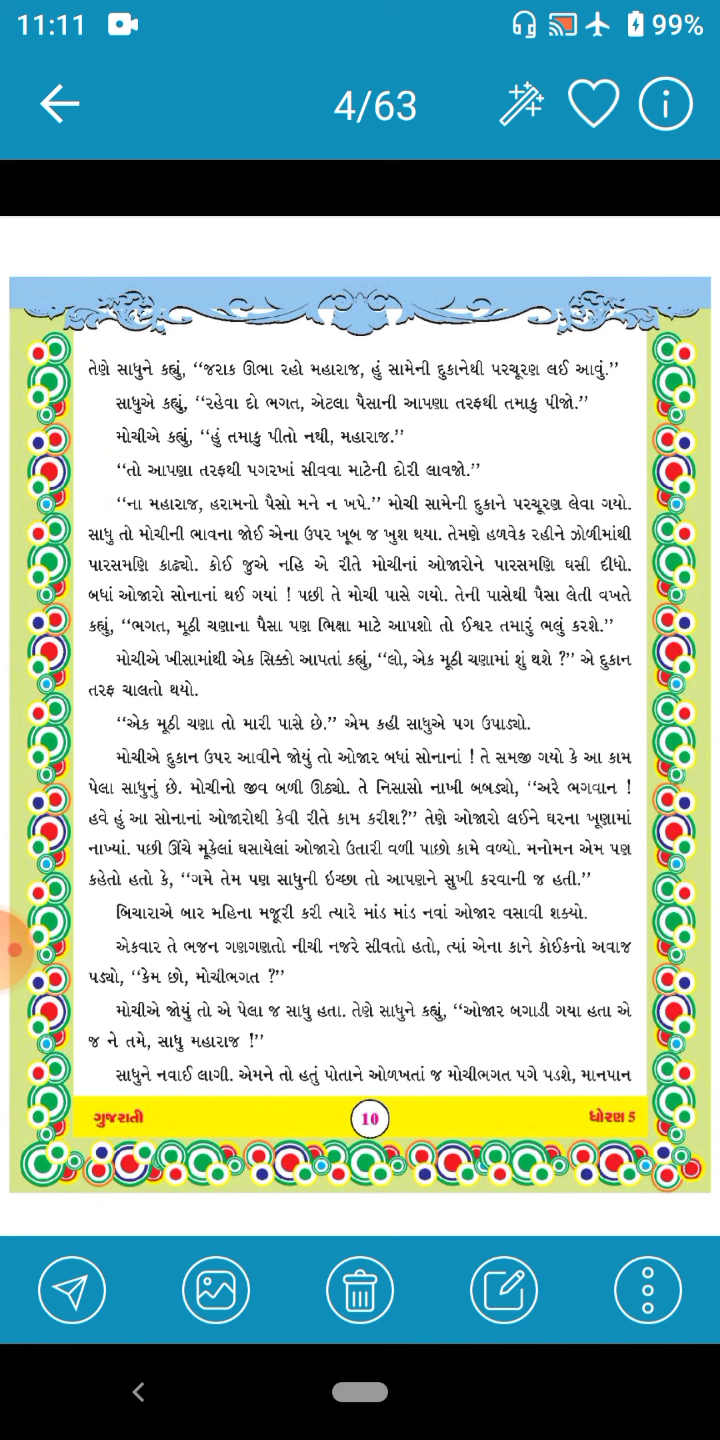 11:11
99%
4/63
તેણે સાધુને કહ્યું, “જરાક ઊભા રહો મહારાજ, હું સામેની દુકાનેથી પરચૂરણ લઈ આવું.”
સાધુએ કહ્યું, “રહેવા દો ભગત, એટલા પૈસાની આપણા તરફથી તમાકુ પીજો.”
મોચીએ કહ્યું, “હું તમાકુ પીતો નથી, મહારાજ.”
“તો આપણા તરફથી પગરખાં સીવવા માટેની દોરી લાવજો.”
“ના મહારાજ, હરામનો પૈસો મને ન ખપે.” મોચી સામેની દુકાને પરચૂરણ લેવા ગયો.
સાધુ તો મોચીની ભાવના જોઈ એના ઉપર ખૂબ જ ખુશ થયા. તેમણે હળવેક રહીને ઝોળીમાંથી
પારસમણિ કાઢ્યો. કોઈ જુએ નહિ એ રીતે મોચીનાં ઓજારોને પારસમણિ ઘસી દીધો.
બધાં ઓજારો સોનાનાં થઈ ગયાં ! પછી તે મોચી પાસે ગયો. તેની પાસેથી પૈસા લેતી વખતે
કહ્યું, “ભગત, મૂઠી ચણાના પૈસા પણ ભિક્ષા માટે આપશો તો ઈશ્વર તમારું ભલું કરશે.”
મોચીએ ખીસામાંથી એક સિક્કો આપતાં કહ્યું, “લો, એક મૂઠી ચણામાં શું થશે ?” એ દુકાન
તરફ ચાલતો થયો.
“એક મૂઠી ચણા તો મારી પાસે છે.” એમ કહી સાધુએ પગ ઉપાડ્યો.
મોચીએ દુકાન ઉપર આવીને જોયું તો ઓજાર બધાં સોનાનાં ! તે સમજી ગયો કે આ કામ
પેલા સાધુનું છે. મોચીનો જીવ બળી ઊઠ્યો. તે નિસાસો નાખી બબડ્યો, “અરે ભગવાન !
હવે હું આ સોનાનાં ઓજારોથી કેવી રીતે કામ કરીશ?” તેણે ઓજારો લઈને ઘરના ખૂણામાં
નાખ્યાં. પછી ઊંચે મૂકેલાં ઘસાયેલાં ઓજારો ઉતારી વળી પાછો કામે વળ્યો. મનોમન એમ પણ
કહેતો હતો કે, “ગમે તેમ પણ સાધુની ઇચ્છા તો આપણને સુખી કરવાની જ હતી.”
બિચારાએ બાર મહિના મજૂરી કરી ત્યારે માંડ માંડ નવાં ઓજાર વસાવી શક્યો.
એકવાર તે ભજન ગણગણતો નીચી નજરે સીવતો હતો, ત્યાં એના કાને કોઈકનો અવાજ
પડ્યો, “કેમ છો, મોચીભગત ?”
મોચીએ જોયું તો એ પેલા જ સાધુ હતા. તેણે સાધુને કહ્યું, “ઓજાર બગાડી ગયા હતા એ
જ ને તમે, સાધુ મહારાજ !”
સાધુને નવાઈ લાગી. એમને તો હતું પોતાને ઓળખતાં જ મોચીભગત પગે પડશે, માનપાન
ગુજરાતી
10
ધોરણ 5